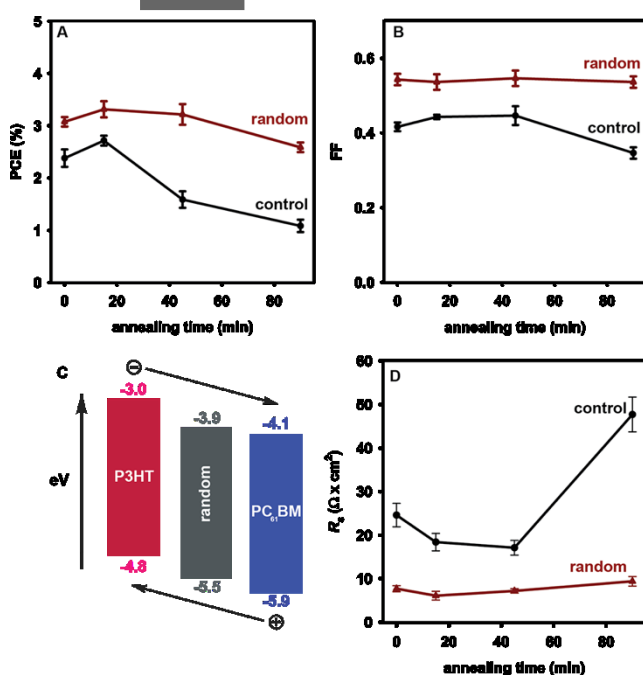 A
5
4
3
2
1
0
PCE (%)
random
control
0 20 40 60 80
annealing time (min)
B
0.6
0.4
0.2
0.0
FF
random
control
0 20 40 60 80
annealing time (min)
C
−
-3.0
-3.9
-4.1
eV
P3HT
random
PC61BM
-4.8
-5.5
-5.9
+
D
60
50
40
30
20
10
0
Rs (Ω x cm²)
control
random
0 20 40 60 80
annealing time (min)